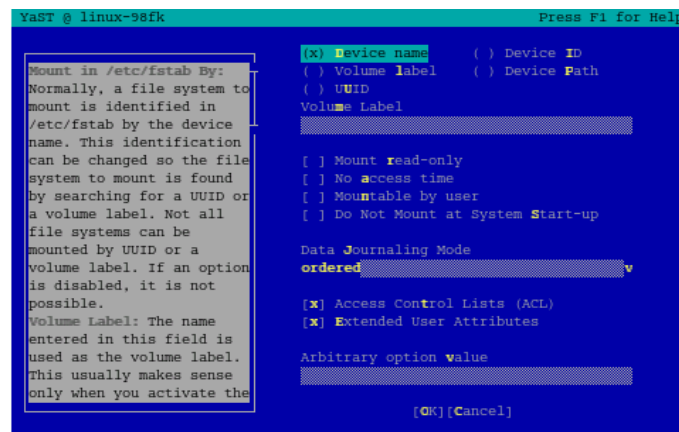 YaST @ linux-98fk Press F1 for Help
Mount in /etc/fstab By:
Normally, a file system to
mount is identified in
/etc/fstab by the device
name. This identification
can be changed so the file
system to mount is found
by searching for a UUID or
a volume label. Not all
file systems can be
mounted by UUID or a
volume label. If an option
is disabled, it is not
possible.
Volume Label: The name
entered in this field is
used as the volume label.
This usually makes sense
only when you activate the
(x) Device name ( ) Device ID
( ) Volume label ( ) Device Path
( ) UUID
Volume Label
[ ] Mount read-only
[ ] No access time
[ ] Mountable by user
[ ] Do Not Mount at System Start-up
Data Journaling Mode
ordered v
[x] Access Control Lists (ACL)
[x] Extended User Attributes
Arbitrary option value
[OK][Cancel]